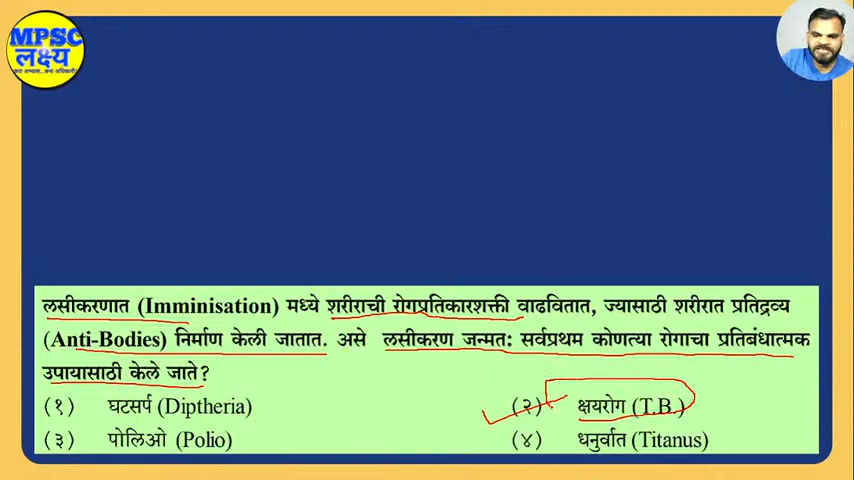 MPSC
लक्ष्य
लसीकरणात (Imminisation) मध्ये शरीराची रोगप्रतिकारशक्ती वाढवितात, ज्यासाठी शरीरात प्रतिद्रव्य
(Anti-Bodies) निर्माण केली जातात. असे लसीकरण जन्मत: सर्वप्रथम कोणत्या रोगाचा प्रतिबंधात्मक
उपायासाठी केले जाते?
(१) घटसर्प (Diptheria) (२) क्षयरोग (T.B.)
(३) पोलिओ (Polio) (४) धनुर्वात (Titanus)